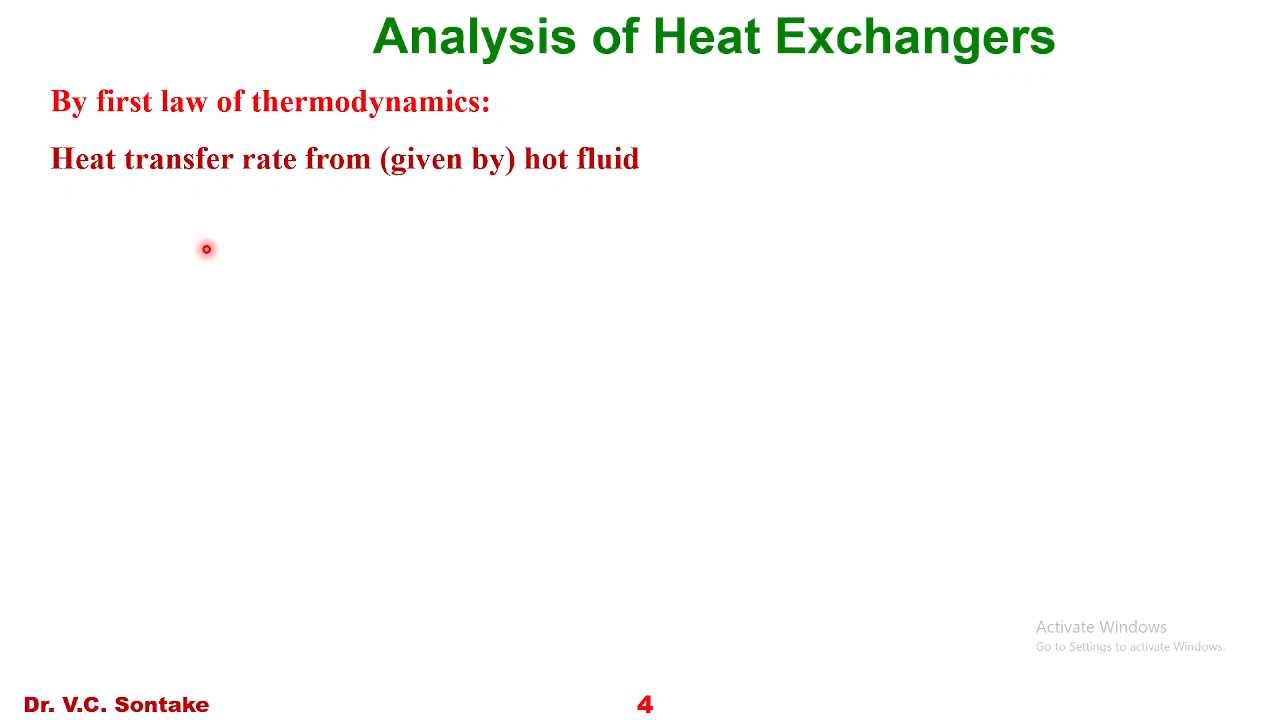 Analysis of Heat Exchangers
By first law of thermodynamics:
Heat transfer rate from (given by) hot fluid
Activate Windows
Go to Settings to activate Windows.
Dr. V.C. Sontake
4